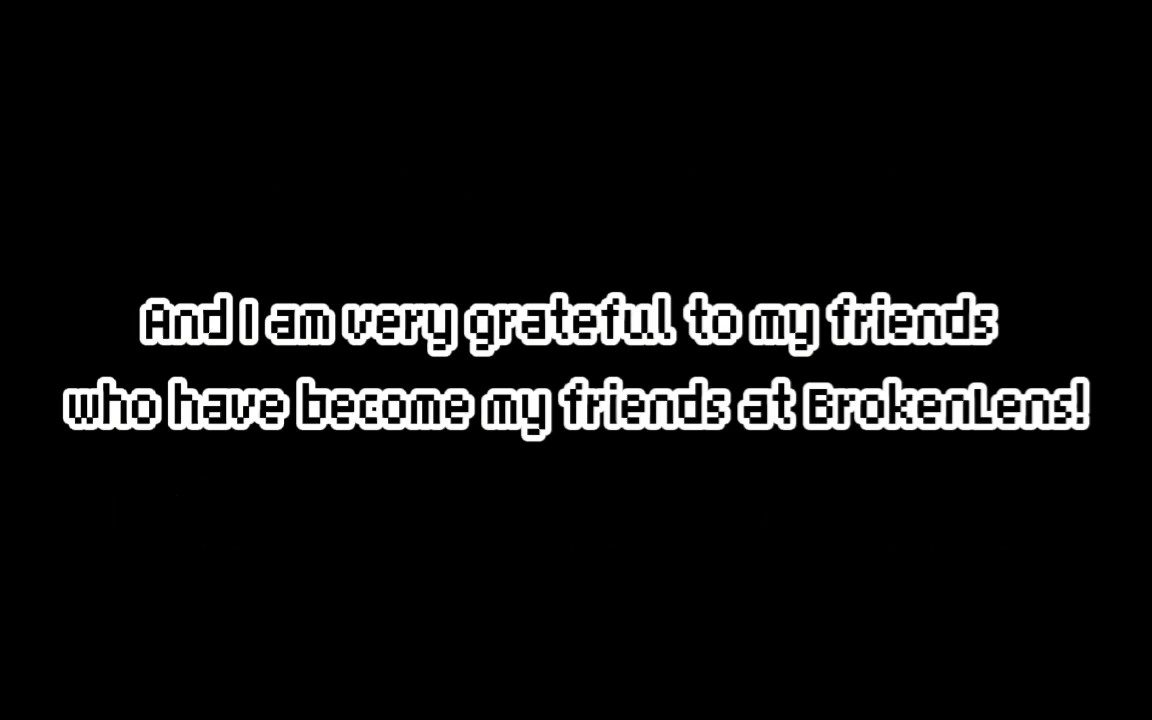 And I am very grateful to my friends
who have become my friends at BrokenLens!